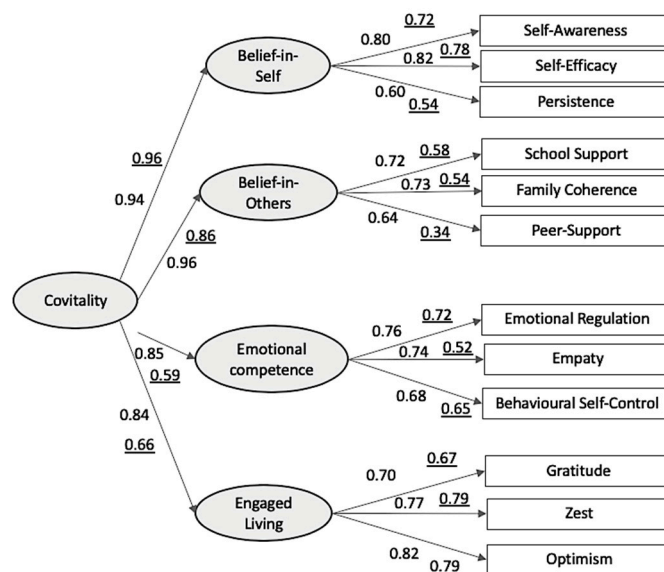 0.72
Self-Awareness
Belief-in-
Self
0.80
0.82 0.78
Self-Efficacy
0.60
0.54
Persistence
0.96
0.94
0.58
School Support
Belief-in-
Others
0.72
0.73 0.54
Family Coherence
0.64
0.34
Peer-Support
0.86
0.96
Covitality
0.72
Emotional Regulation
0.76
Emotional
competence
0.74 0.52
Empaty
0.85
0.59
0.68
0.65
Behavioural Self-Control
0.84
0.66
0.67
Gratitude
0.70
Engaged
Living
0.77 0.79
Zest
0.82
0.79
Optimism